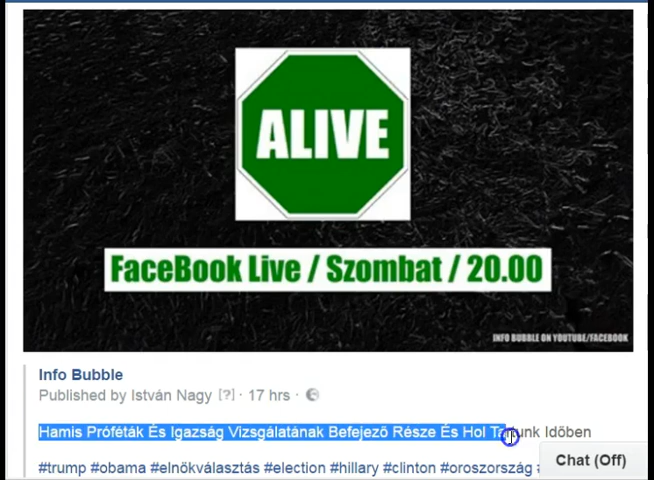 ALIVE
FaceBook Live / Szombat / 20.00
INFO BUBBLE ON YOUTUBE/FACEBOOK
Info Bubble
Published by István Nagy [?] · 17 hrs ·
Hamis Próféták És Igazság Vizsgálatának Befejező Része És Hol Tartunk Időben
#trump #obama #elnökválasztás #election #hillary #clinton #oroszország #
Chat (Off)